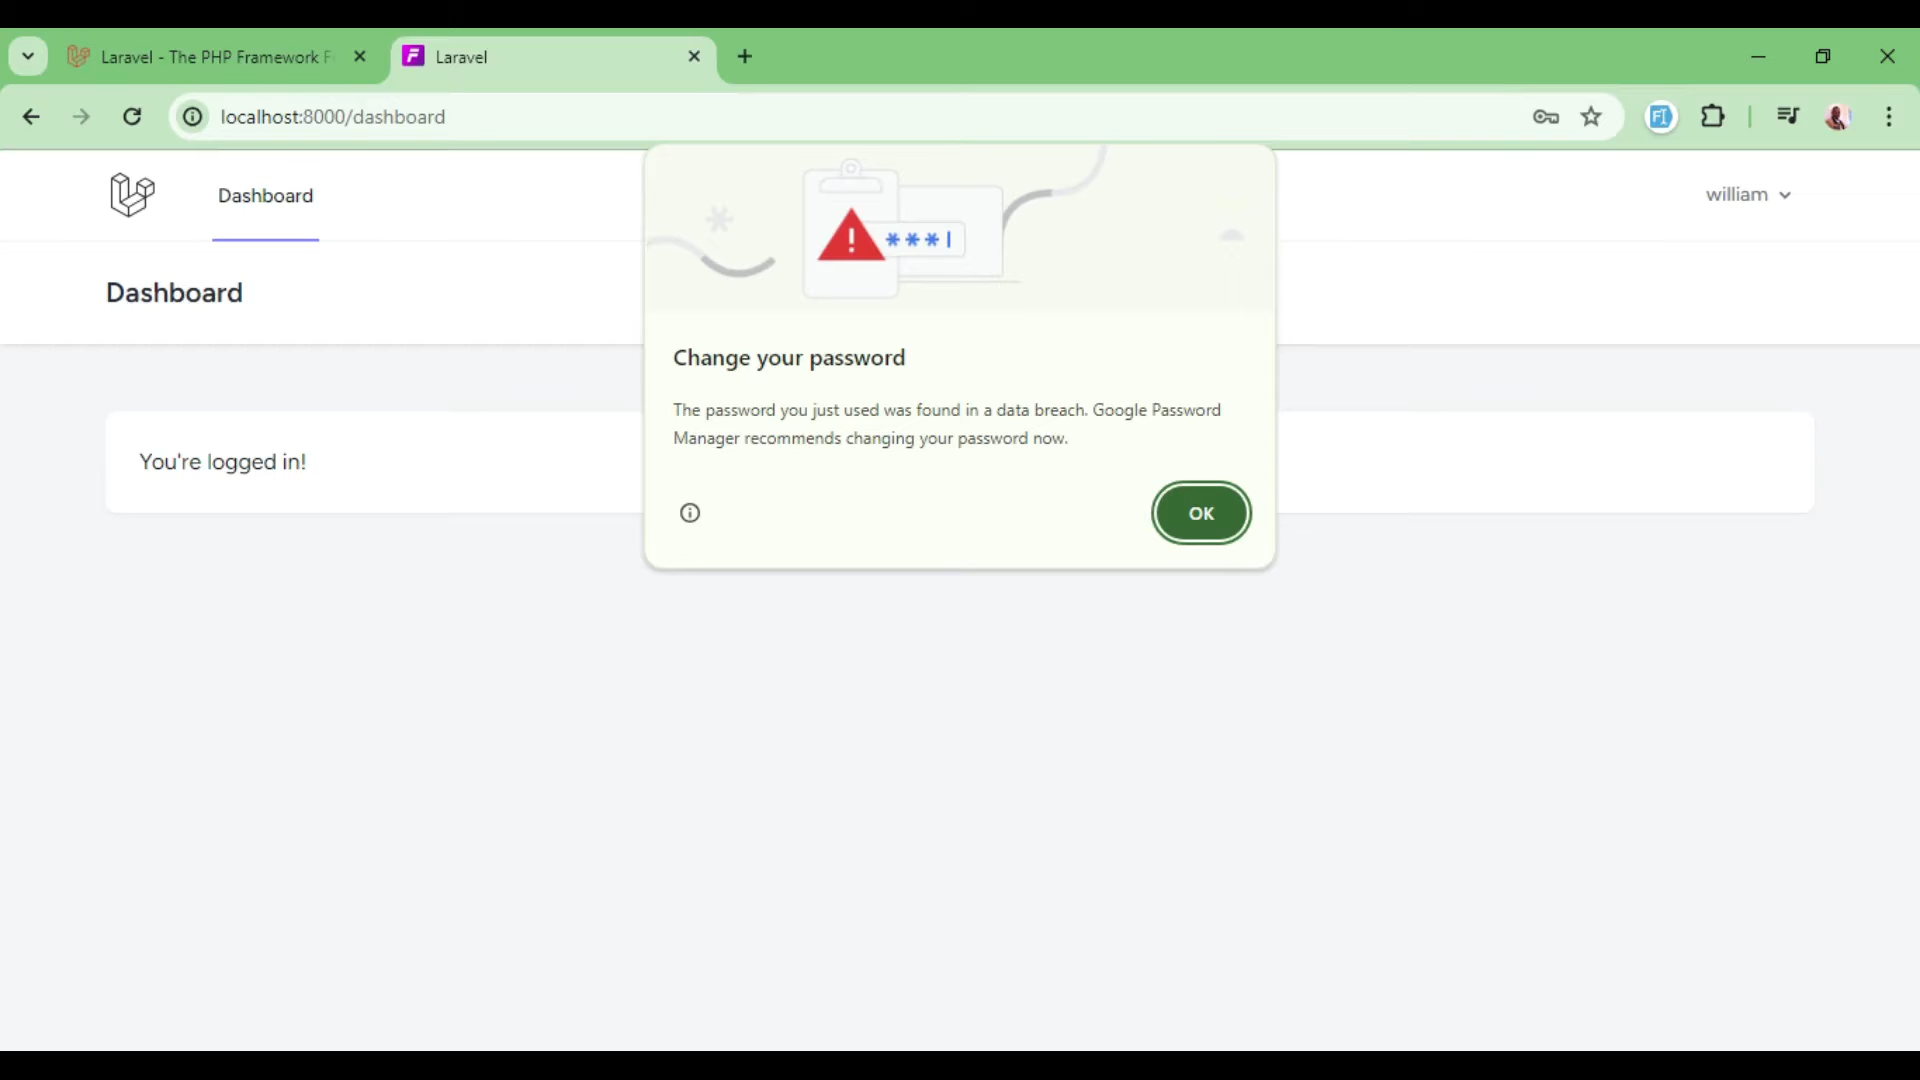 Laravel - The PHP Framework F
Laravel
localhost:8000/dashboard
Dashboard
william
Dashboard
***|
Change your password
The password you just used was found in a data breach. Google Password
Manager recommends changing your password now.
You're logged in!
OK